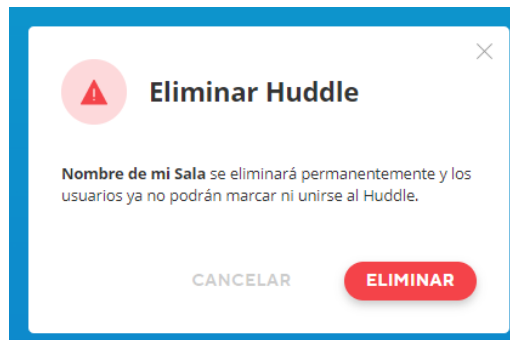 Eliminar Huddle
Nombre de mi Sala se eliminará permanentemente y los
usuarios ya no podrán marcar ni unirse al Huddle.
CANCELAR ELIMINAR